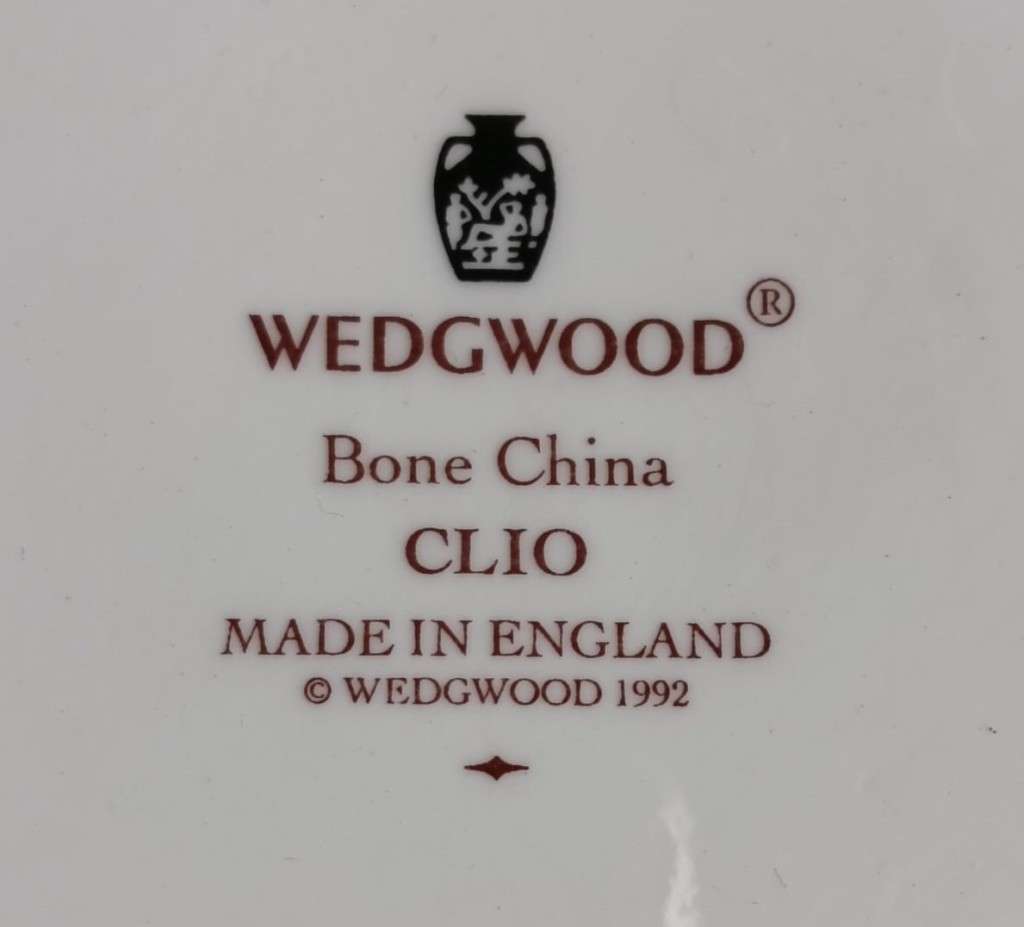 WEDGWOOD®
Bone China
CLIO
MADE IN ENGLAND
© WEDGWOOD 1992